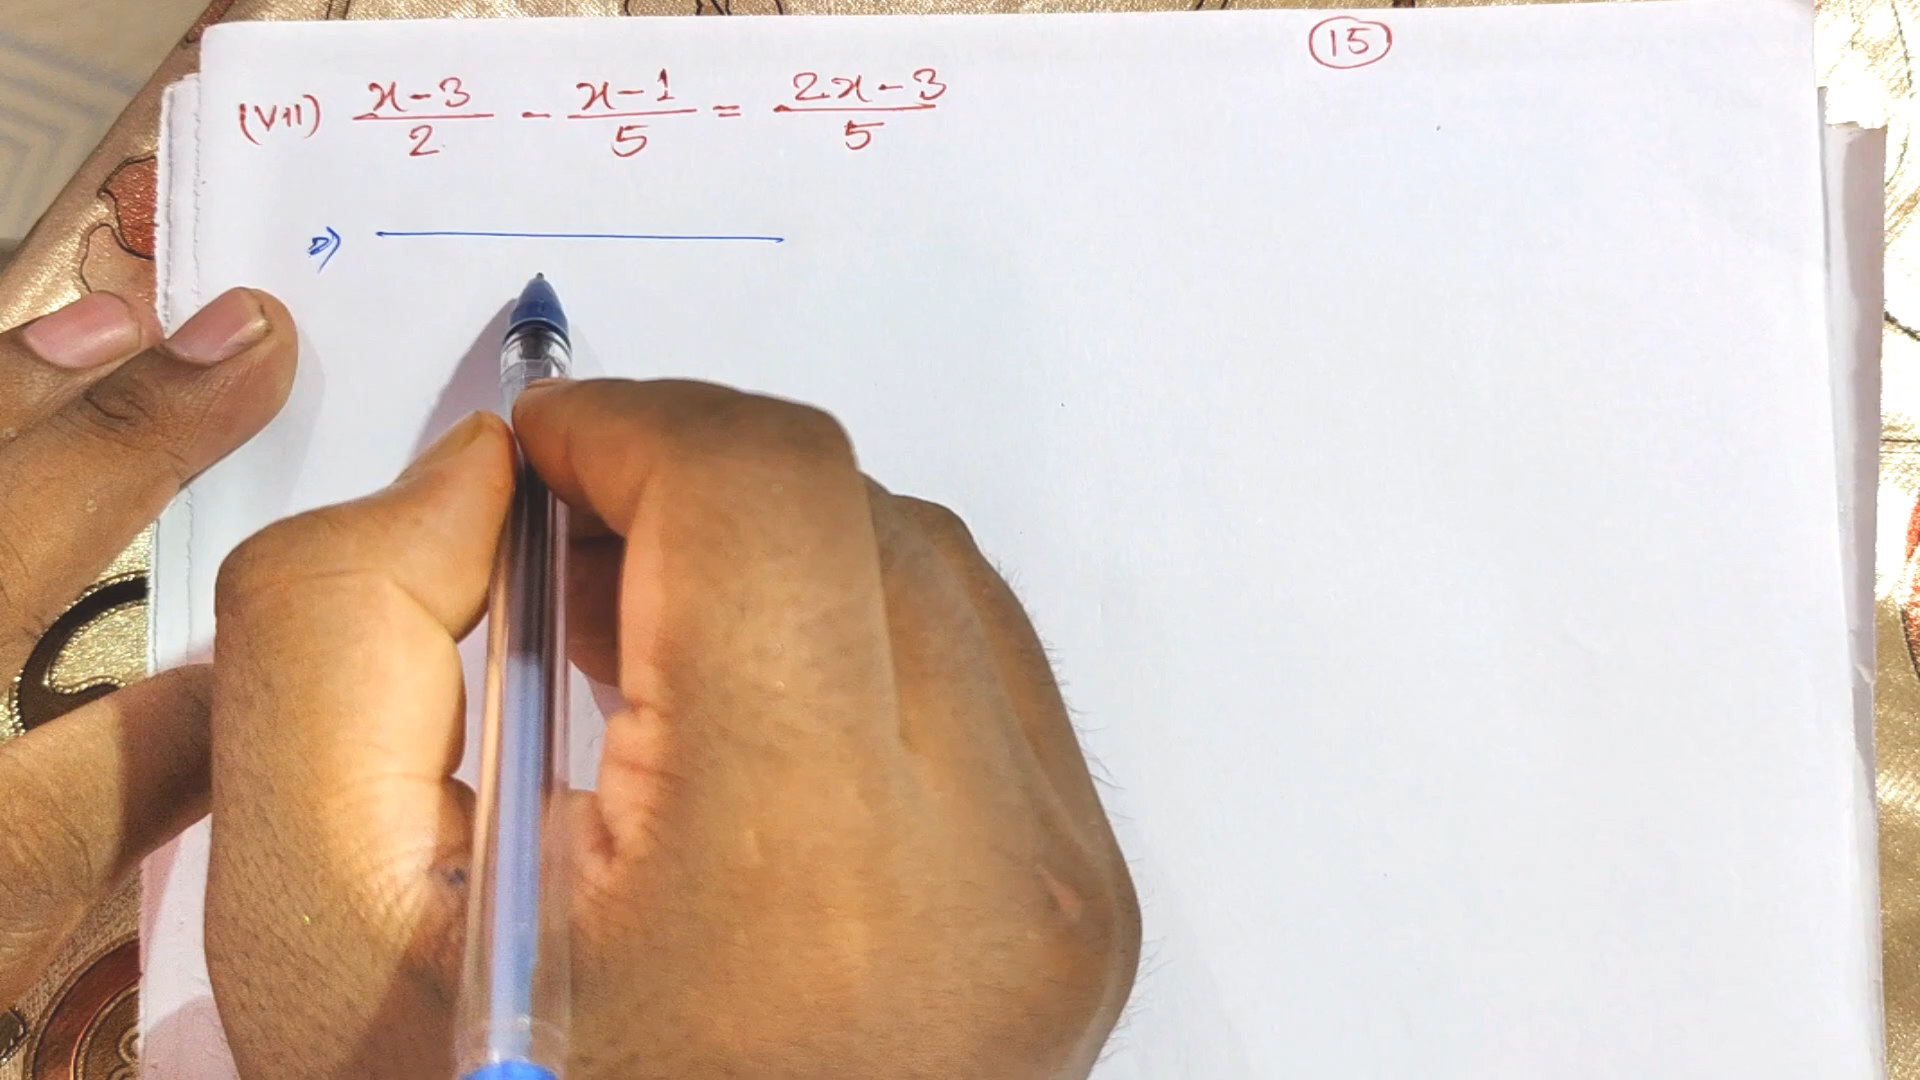 15
(vii) x-3/2 - x-1/5 = 2x-3/5
⇒)